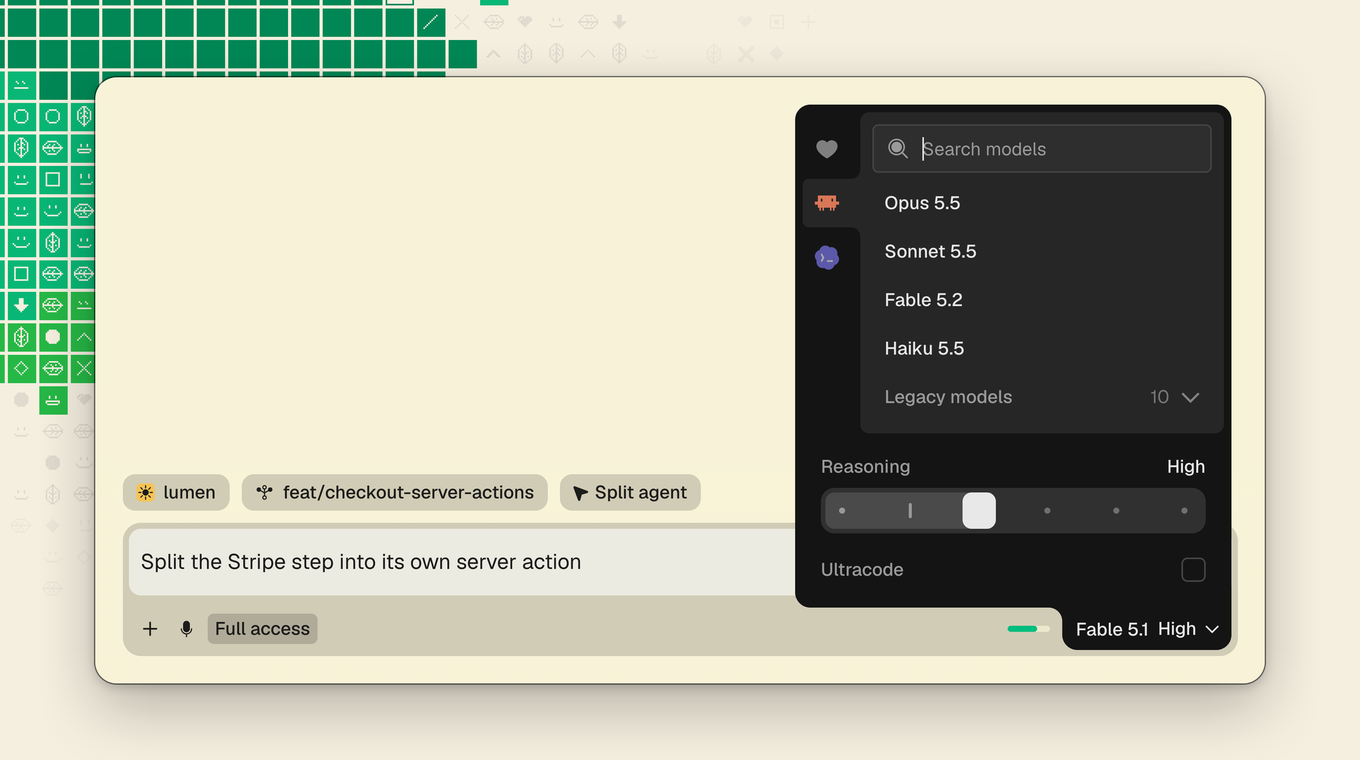 Search models
Opus 5.5
Sonnet 5.5
Fable 5.2
Haiku 5.5
Legacy models 10
Reasoning High
Ultracode
lumen feat/checkout-server-actions Split agent
Split the Stripe step into its own server action
Full access
Fable 5.1 High